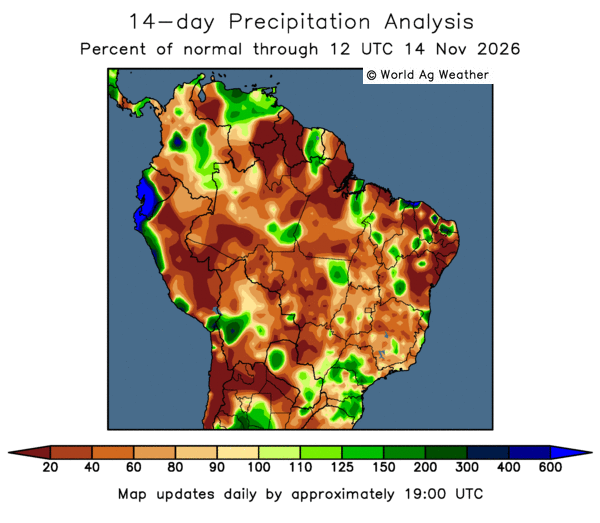 14-day Precipitation Analysis
Percent of normal through 12 UTC 14 Nov 2026
© World Ag Weather
20 40 60 80 90 100 110 125 150 200 300 400 600
Map updates daily by approximately 19:00 UTC